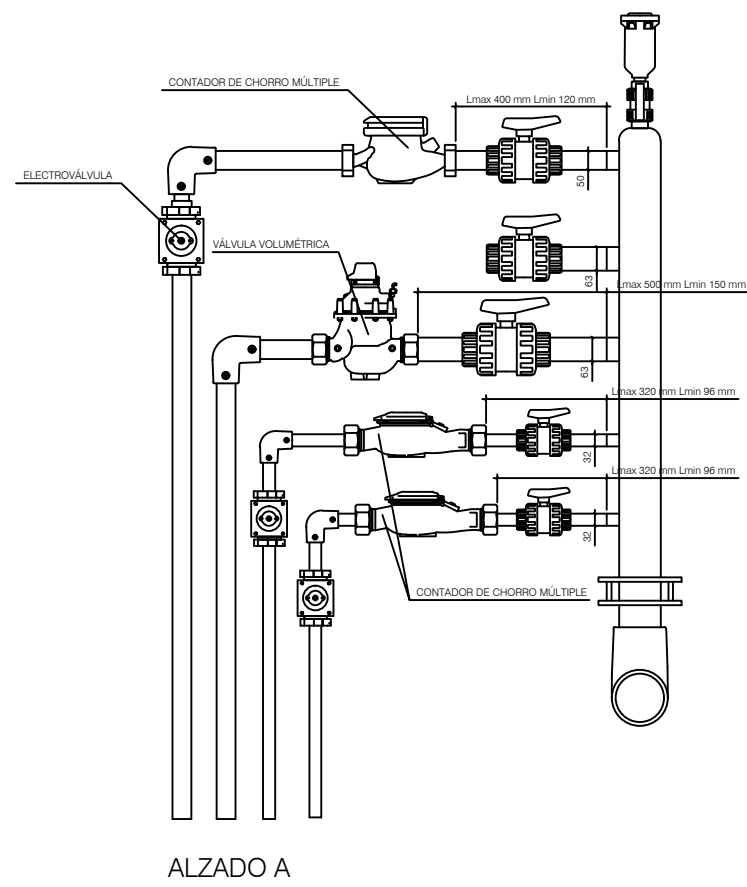 CONTADOR DE CHORRO MÚLTIPLE
Lmax 400 mm Lmin 120 mm
50
ELECTROVÁLVULA
VÁLVULA VOLUMÉTRICA
63
Lmax 500 mm Lmin 150 mm
63
Lmax 320 mm Lmin 96 mm
32
Lmax 320 mm Lmin 96 mm
32
CONTADOR DE CHORRO MÚLTIPLE
ALZADO A